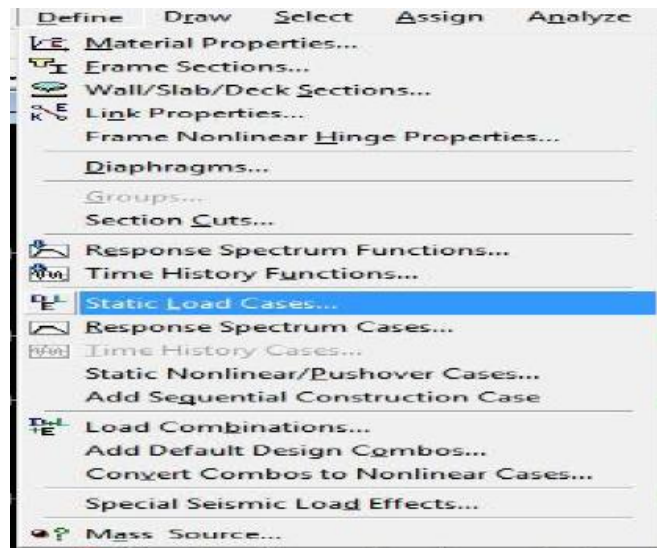 Define Draw Select Assign Analyze
Material Properties...
Frame Sections...
Wall/Slab/Deck Sections...
Link Properties...
Frame Nonlinear Hinge Properties...
Diaphragms...
Groups...
Section Cuts...
Response Spectrum Functions...
Time History Functions...
Static Load Cases...
Response Spectrum Cases...
Time History Cases...
Static Nonlinear/Pushover Cases...
Add Sequential Construction Case
Load Combinations...
Add Default Design Combos...
Convert Combos to Nonlinear Cases...
Special Seismic Load Effects...
Mass Source...